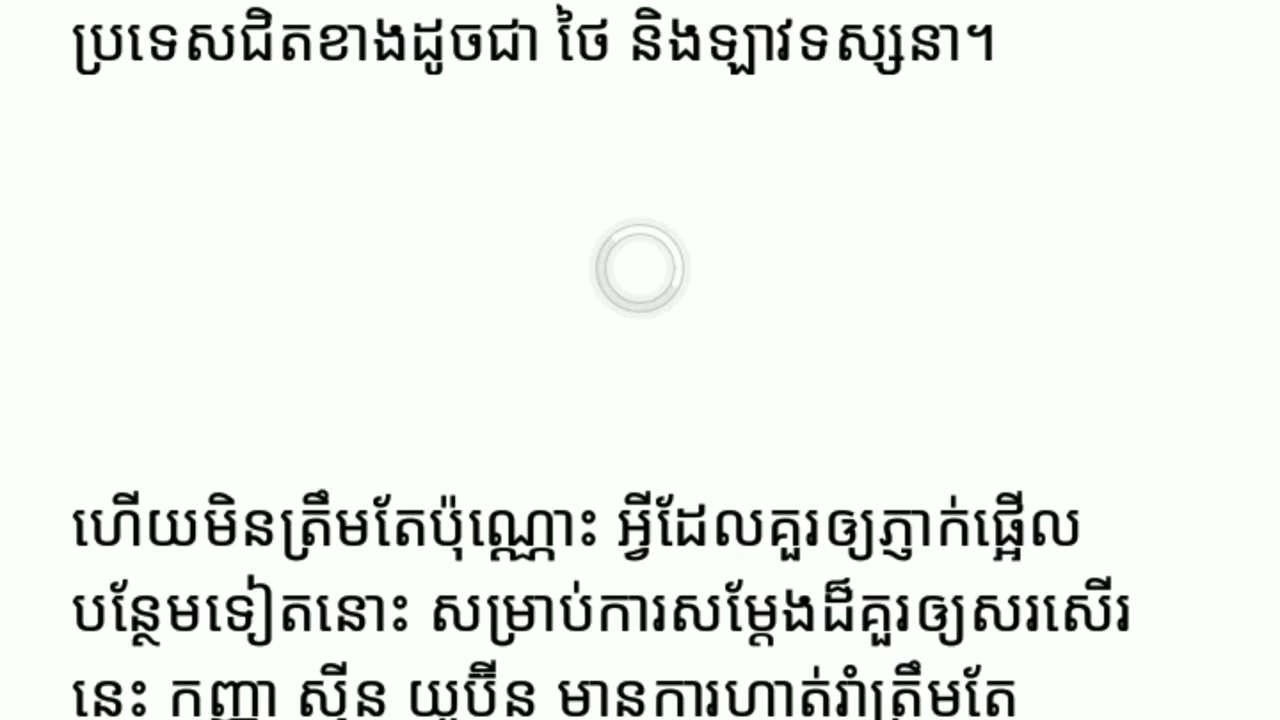 ប្រទេសជិតខាងដូចជា ថៃ និងឡាវទស្សនា។
ហើយមិនត្រឹមតែប៉ុណ្ណោះ អ្វីដែលគួរឲ្យភ្ញាក់ផ្អើល
បន្ថែមទៀតនោះ សម្រាប់ការសម្ដែងដ៏គួរឲ្យសរសើរ
នេះ កញ្ញា ស៊ីន យូប៊ីន មានការហាត់រាំត្រឹមតែ